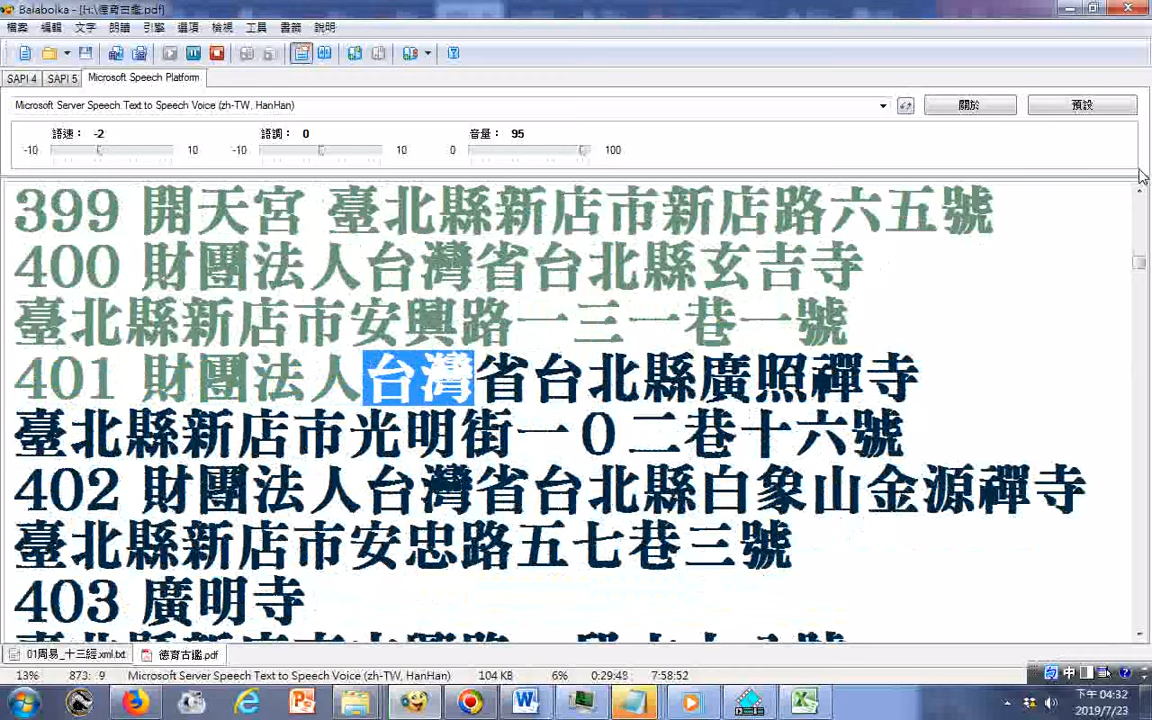 Balabolka - [H:\德育古鑑.pdf]
檔案 編輯 文字 朗讀 引擎 選項 檢視 工具 書籤 說明
SAPI 4 SAPI 5 Microsoft Speech Platform
Microsoft Server Speech Text to Speech Voice (zh-TW, HanHan) 關於 預設
語速： -2 語調： 0 音量： 95
-10 10 -10 10 0 100
399 開天宮 臺北縣新店市新店路六五號
400 財團法人台灣省台北縣玄吉寺
臺北縣新店市安興路一三一巷一號
401 財團法人台灣省台北縣廣照禪寺
臺北縣新店市光明街一０二巷十六號
402 財團法人台灣省台北縣白象山金源禪寺
臺北縣新店市安忠路五七巷三號
403 廣明寺
01周易_十三經.xml.txt 德育古鑑.pdf
13% 873: 9 Microsoft Server Speech Text to Speech Voice (zh-TW, HanHan) 104 KB 6% 0:29:48 7:58:52
中
下午 04:32
2019/7/23